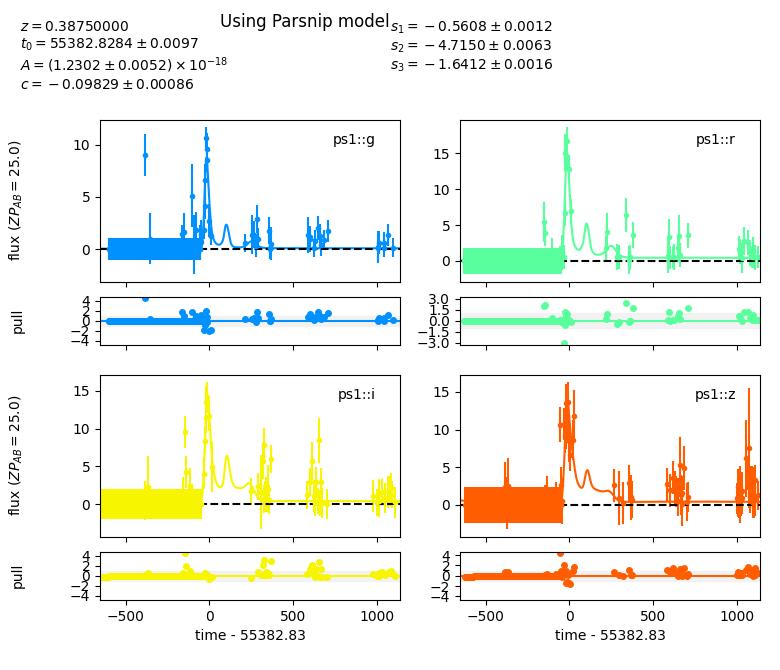 Using Parsnip model
z = 0.38750000
t0 = 55382.8284 ± 0.0097
A = (1.2302 ± 0.0052) × 10^−18
c = −0.09829 ± 0.00086
s1 = −0.5608 ± 0.0012
s2 = −4.7150 ± 0.0063
s3 = −1.6412 ± 0.0016
flux (ZPAB = 25.0)
10
5
0
ps1::g
15
10
5
0
ps1::r
pull
4
2
0
−2
−4
3.0
1.5
0.0
−1.5
−3.0
flux (ZPAB = 25.0)
15
10
5
0
ps1::i
15
10
5
0
ps1::z
pull
4
2
0
−2
−4
4
2
0
−2
−4
−500 0 500 1000
−500 0 500 1000
time - 55382.83
time - 55382.83